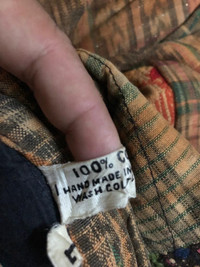 100% C
HAND MADE IN
WASH COL
E